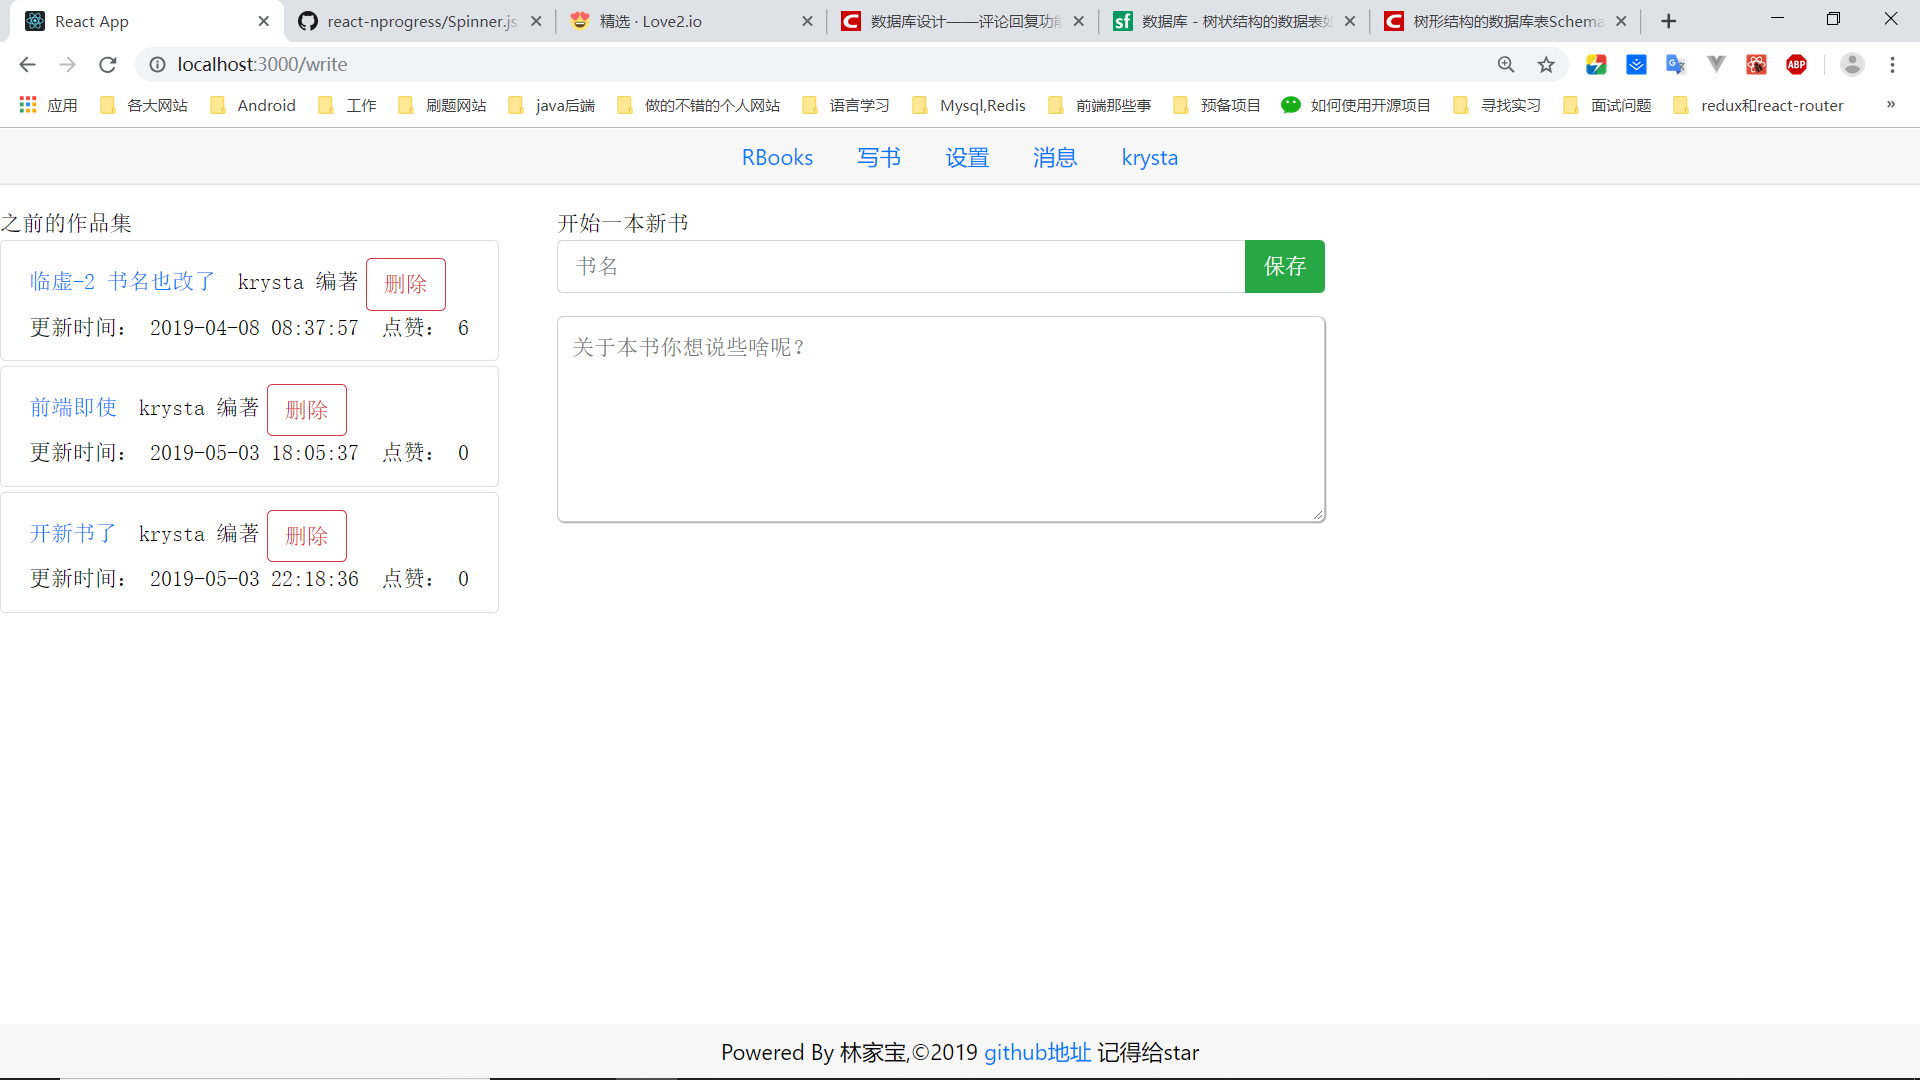 React App
react-nprogress/Spinner.js
精选 · Love2.io
数据库设计——评论回复功能
数据库 - 树状结构的数据表如
树形结构的数据库表Schema
localhost:3000/write
应用
各大网站
Android
工作
刷题网站
java后端
做的不错的个人网站
语言学习
Mysql,Redis
前端那些事
预备项目
如何使用开源项目
寻找实习
面试问题
redux和react-router
»
RBooks 写书 设置 消息 krysta
之前的作品集
临虚-2 书名也改了 krysta 编著 删除
更新时间： 2019-04-08 08:37:57 点赞： 6
前端即使 krysta 编著 删除
更新时间： 2019-05-03 18:05:37 点赞： 0
开新书了 krysta 编著 删除
更新时间： 2019-05-03 22:18:36 点赞： 0
开始一本新书
书名 保存
关于本书你想说些啥呢？
Powered By 林家宝,©2019 github地址 记得给star